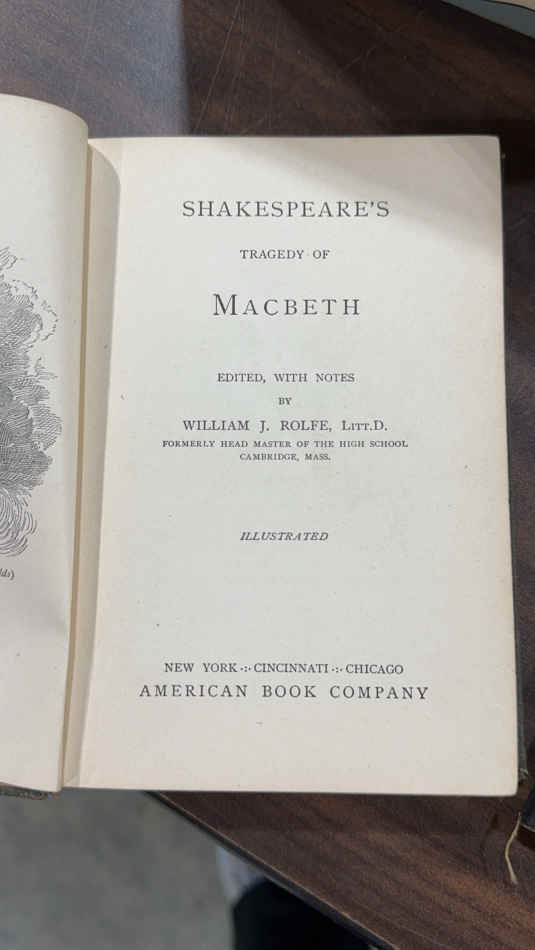 SHAKESPEARE'S
TRAGEDY OF
MACBETH
EDITED, WITH NOTES
BY
WILLIAM J. ROLFE, LITT.D.
FORMERLY HEAD MASTER OF THE HIGH SCHOOL
CAMBRIDGE, MASS.
ILLUSTRATED
NEW YORK ·:· CINCINNATI ·:· CHICAGO
AMERICAN BOOK COMPANY